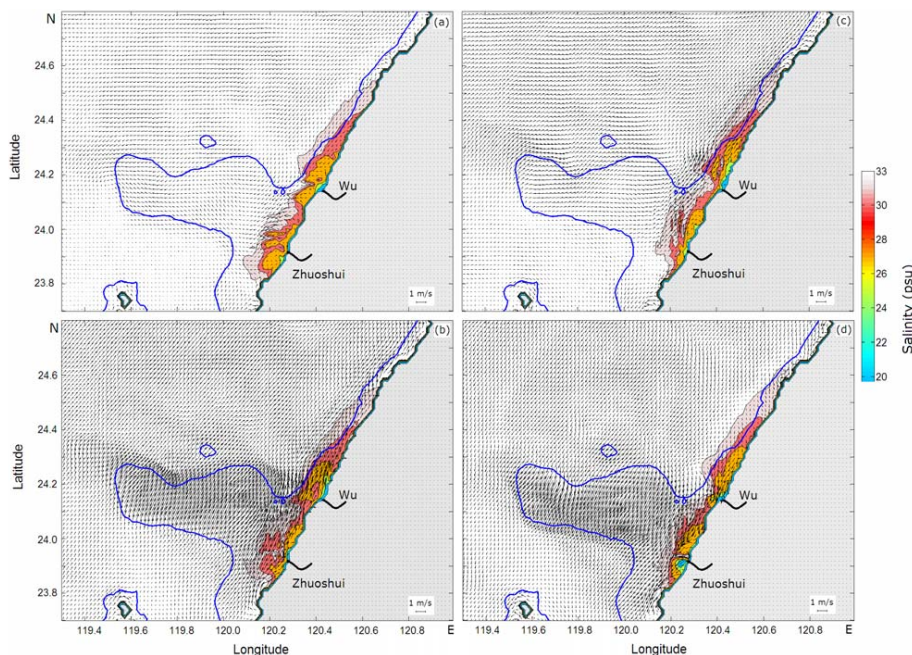 N
(a)
24.6
24.4
24.2
24.0
23.8
Latitude
Wu
Zhuoshui
1 m/s
(c)
Wu
Zhuoshui
1 m/s
33
32
30
28
26
24
22
20
Salinity (psu)
N
(b)
24.6
24.4
24.2
24.0
23.8
Latitude
Wu
Zhuoshui
1 m/s
119.4 119.6 119.8 120.0 120.2 120.4 120.6 120.8 E
Longitude
(d)
Wu
Zhuoshui
1 m/s
119.4 119.6 119.8 120.0 120.2 120.4 120.6 120.8 E
Longitude